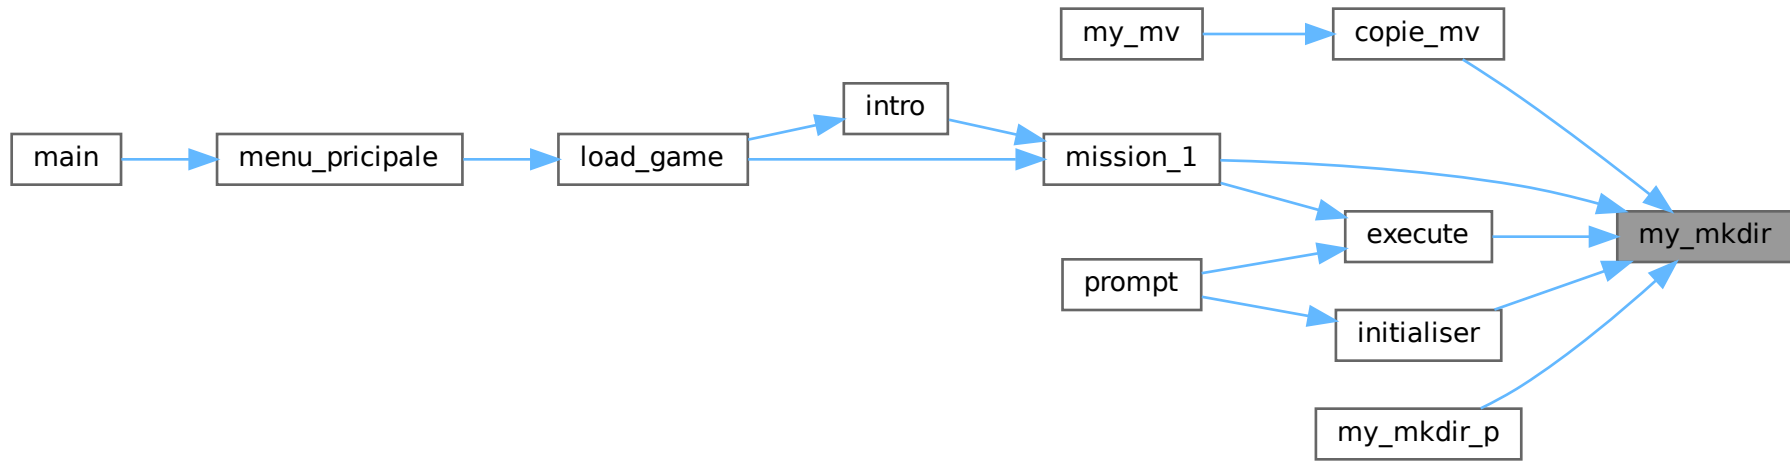 my_mv
copie_mv
intro
main
menu_pricipale
load_game
mission_1
execute
my_mkdir
prompt
initialiser
my_mkdir_p